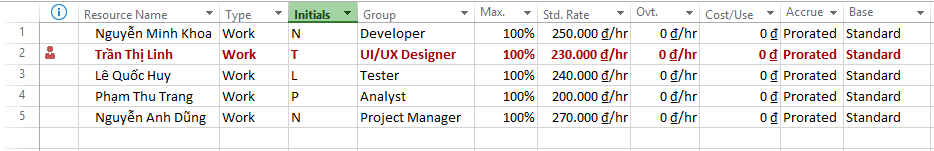 Resource Name Type Initials Group Max. Std. Rate Ovt. Cost/Use Accrue Base
1 Nguyễn Minh Khoa Work N Developer 100% 250.000 ₫/hr 0 ₫/hr 0 ₫ Prorated Standard
2 Trần Thị Linh Work T UI/UX Designer 100% 230.000 ₫/hr 0 ₫/hr 0 ₫ Prorated Standard
3 Lê Quốc Huy Work L Tester 100% 240.000 ₫/hr 0 ₫/hr 0 ₫ Prorated Standard
4 Phạm Thu Trang Work P Analyst 100% 200.000 ₫/hr 0 ₫/hr 0 ₫ Prorated Standard
5 Nguyễn Anh Dũng Work N Project Manager 100% 270.000 ₫/hr 0 ₫/hr 0 ₫ Prorated Standard